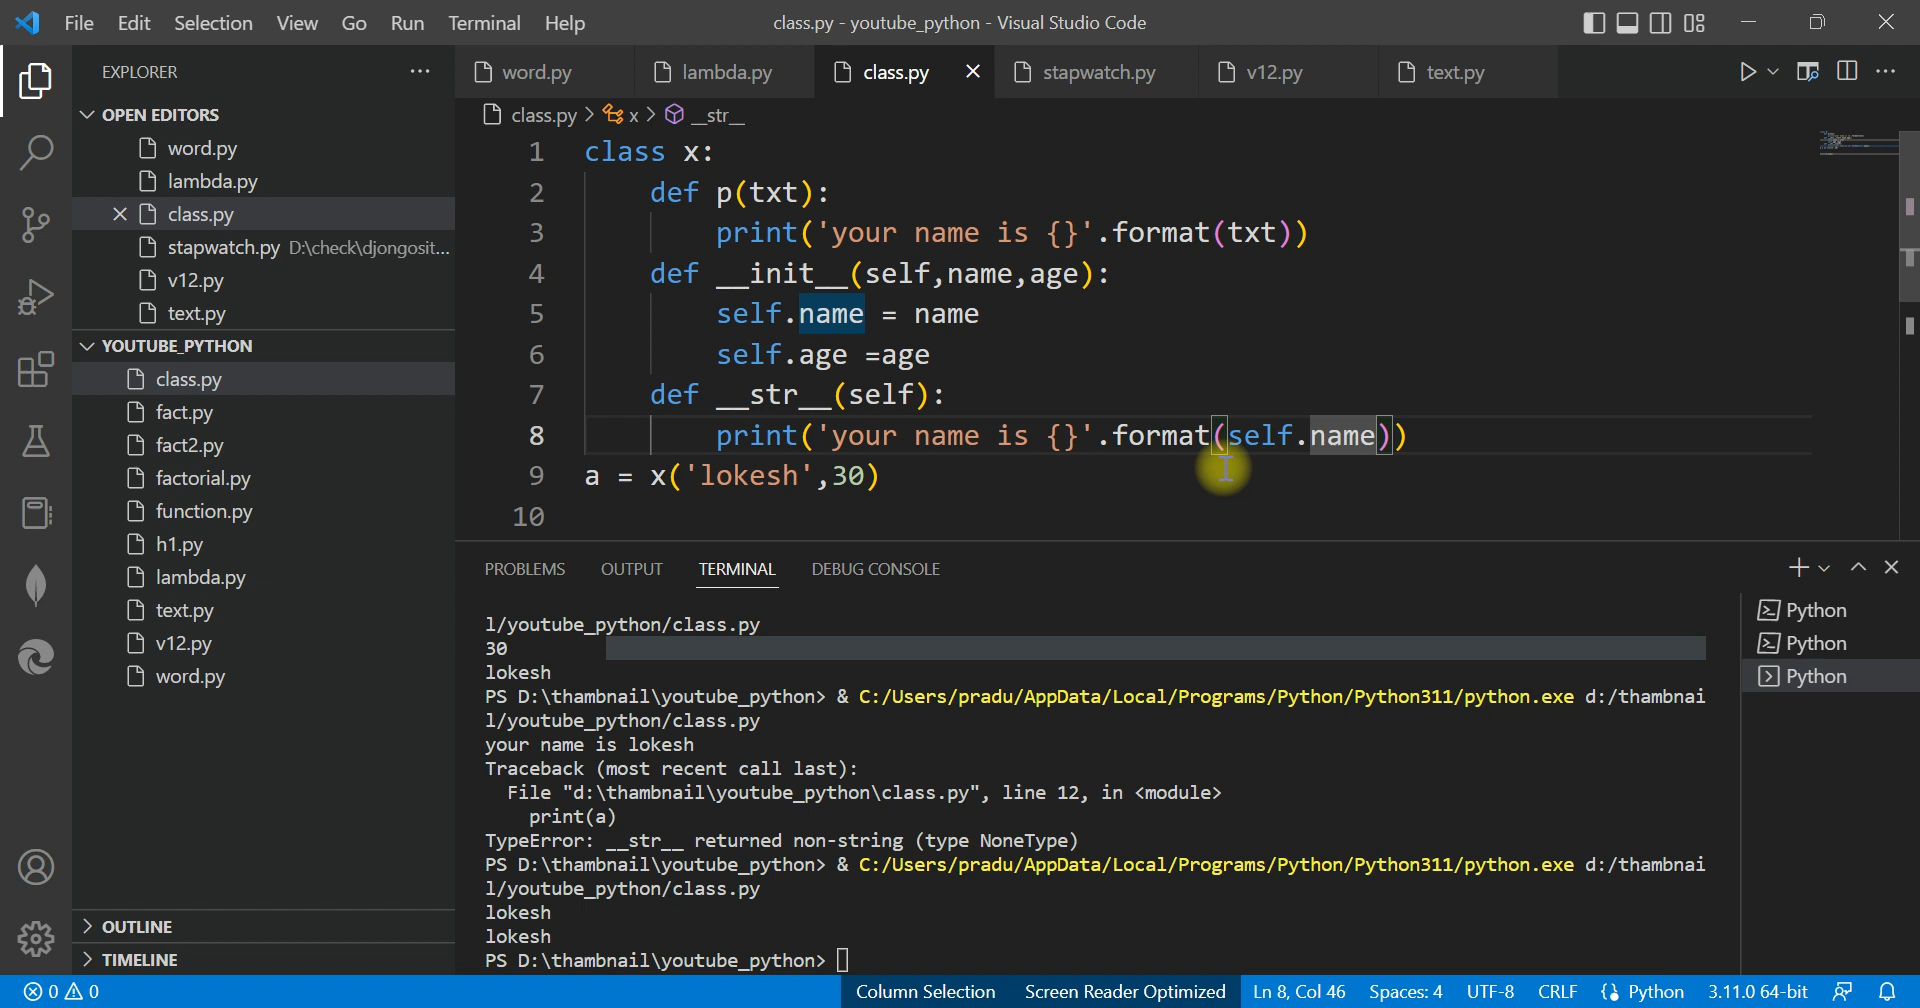 File Edit Selection View Go Run Terminal Help class.py - youtube_python - Visual Studio Code
EXPLORER ...
OPEN EDITORS
word.py
lambda.py
class.py
stapwatch.py D:\check\djongosit...
v12.py
text.py
YOUTUBE_PYTHON
class.py
fact.py
fact2.py
factorial.py
function.py
h1.py
lambda.py
text.py
v12.py
word.py
OUTLINE
TIMELINE
word.py lambda.py class.py stapwatch.py v12.py text.py
class.py > x > __str__
1 class x:
2 def p(txt):
3 print('your name is {}'.format(txt))
4 def __init__(self,name,age):
5 self.name = name
6 self.age =age
7 def __str__(self):
8 print('your name is {}'.format(self.name))
9 a = x('lokesh',30)
10
PROBLEMS OUTPUT TERMINAL DEBUG CONSOLE
l/youtube_python/class.py
30
lokesh
PS D:\thambnail\youtube_python> & C:/Users/pradu/AppData/Local/Programs/Python/Python311/python.exe d:/thambnai
l/youtube_python/class.py
your name is lokesh
Traceback (most recent call last):
File "d:\thambnail\youtube_python\class.py", line 12, in <module>
print(a)
TypeError: __str__ returned non-string (type NoneType)
PS D:\thambnail\youtube_python> & C:/Users/pradu/AppData/Local/Programs/Python/Python311/python.exe d:/thambnai
l/youtube_python/class.py
lokesh
lokesh
PS D:\thambnail\youtube_python>
Python
Python
Python
0 0 Column Selection Screen Reader Optimized Ln 8, Col 46 Spaces: 4 UTF-8 CRLF Python 3.11.0 64-bit